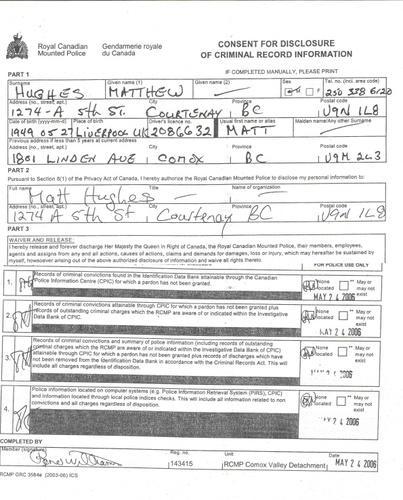 Royal Canadian Mounted Police
Gendarmerie royale du Canada
CONSENT FOR DISCLOSURE
OF CRIMINAL RECORD INFORMATION
PART 1
IF COMPLETED MANUALLY, PLEASE PRINT
Surname Given name (1) Given name (2) Sex Tel. no. (incl. area code)
HUGHES MATTHEW 250 338 6120
Address (no., street, apt.) City Province Postal code
1274-A 5th St. COURTENAY BC V9N 1L8
Date of birth (yyyy-mm-dd) Place of birth Driver's licence no. Usual first name or alias Maiden name/Any other Surname
1949 05 27 LIVERPOOL UK 2086632 MATT
Previous address if less than 5 years at current address
Address (no., street, apt.) City Province Postal code
1801 LINDEN AVE COMOX BC V9M 2L3
PART 2
Pursuant to Section 8(1) of the Privacy Act of Canada, I hereby authorize the Royal Canadian Mounted Police to disclose my personal information to:
Full name Title Name of organization
Matt Hughes
Address (no., street, apt.) City Province Postal code
1274-A 5th St Courtenay BC V9N 1L8
PART 3
WAIVER AND RELEASE:
I hereby release and forever discharge Her Majesty the Queen in Right of Canada, the Royal Canadian Mounted Police, their members, employees,
agents and assigns from any and all actions, causes of actions, claims and demands for damages, loss or injury, which may hereafter be sustained by
myself, howsoever arising out of the above authorized disclosure of information and waive all rights thereto.
FOR POLICE USE ONLY
1. Records of criminal convictions found in the Identification Data Bank attainable through the Canadian
Police Information Centre (CPIC) for which a pardon has not been granted.
None located ** May or may not exist
MAY 24 2006
2. Records of criminal convictions attainable through CPIC for which a pardon has not been granted plus
records of outstanding criminal charges which the RCMP are aware of or indicated within the Investigative
Data Bank of CPIC.
None located ** May or may not exist
MAY 24 2006
3. Records of criminal convictions and summary of police information (including records of outstanding
criminal charges which the RCMP are aware of or indicated within the Investigative Data Bank of CPIC)
attainable through CPIC for which a pardon has not been granted plus records of discharges which have
not been removed from the Identification Data Bank in accordance with the Criminal Records Act. This will
include all charges regardless of disposition.
None located ** May or may not exist
MAY 24 2006
4. Police information located on computer systems (e.g. Police Information Retrieval System (PIRS), CPIC)
and Information located through local police indices checks. This will include all information related to non
convictions and all charges regardless of disposition.
None located ** May or may not exist
MAY 24 2006
COMPLETED BY
Member (signature) Reg. no. Unit Date
143415 RCMP Comox Valley Detachment MAY 24 2006
RCMP GRC 3584e (2003-06) ICS